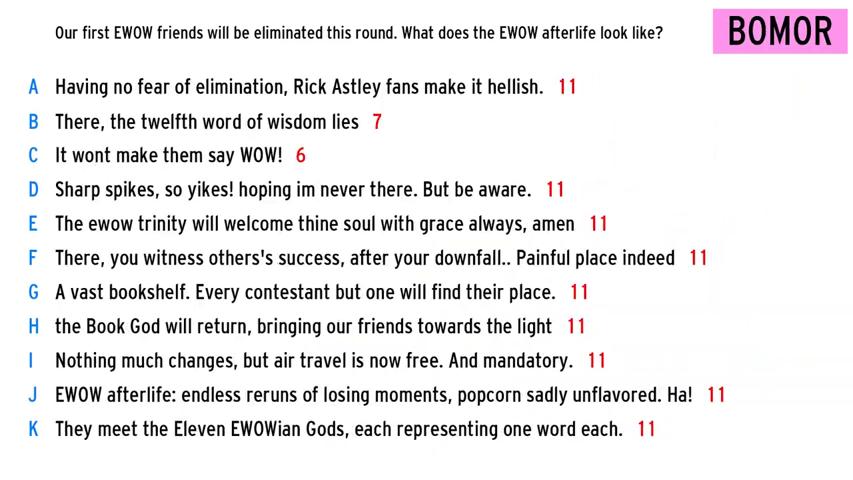 Our first EWOW friends will be eliminated this round. What does the EWOW afterlife look like?
BOMOR
A Having no fear of elimination, Rick Astley fans make it hellish. 11
B There, the twelfth word of wisdom lies 7
C It wont make them say WOW! 6
D Sharp spikes, so yikes! hoping im never there. But be aware. 11
E The ewow trinity will welcome thine soul with grace always, amen 11
F There, you witness others's success, after your downfall.. Painful place indeed 11
G A vast bookshelf. Every contestant but one will find their place. 11
H the Book God will return, bringing our friends towards the light 11
I Nothing much changes, but air travel is now free. And mandatory. 11
J EWOW afterlife: endless reruns of losing moments, popcorn sadly unflavored. Ha! 11
K They meet the Eleven EWOWian Gods, each representing one word each. 11